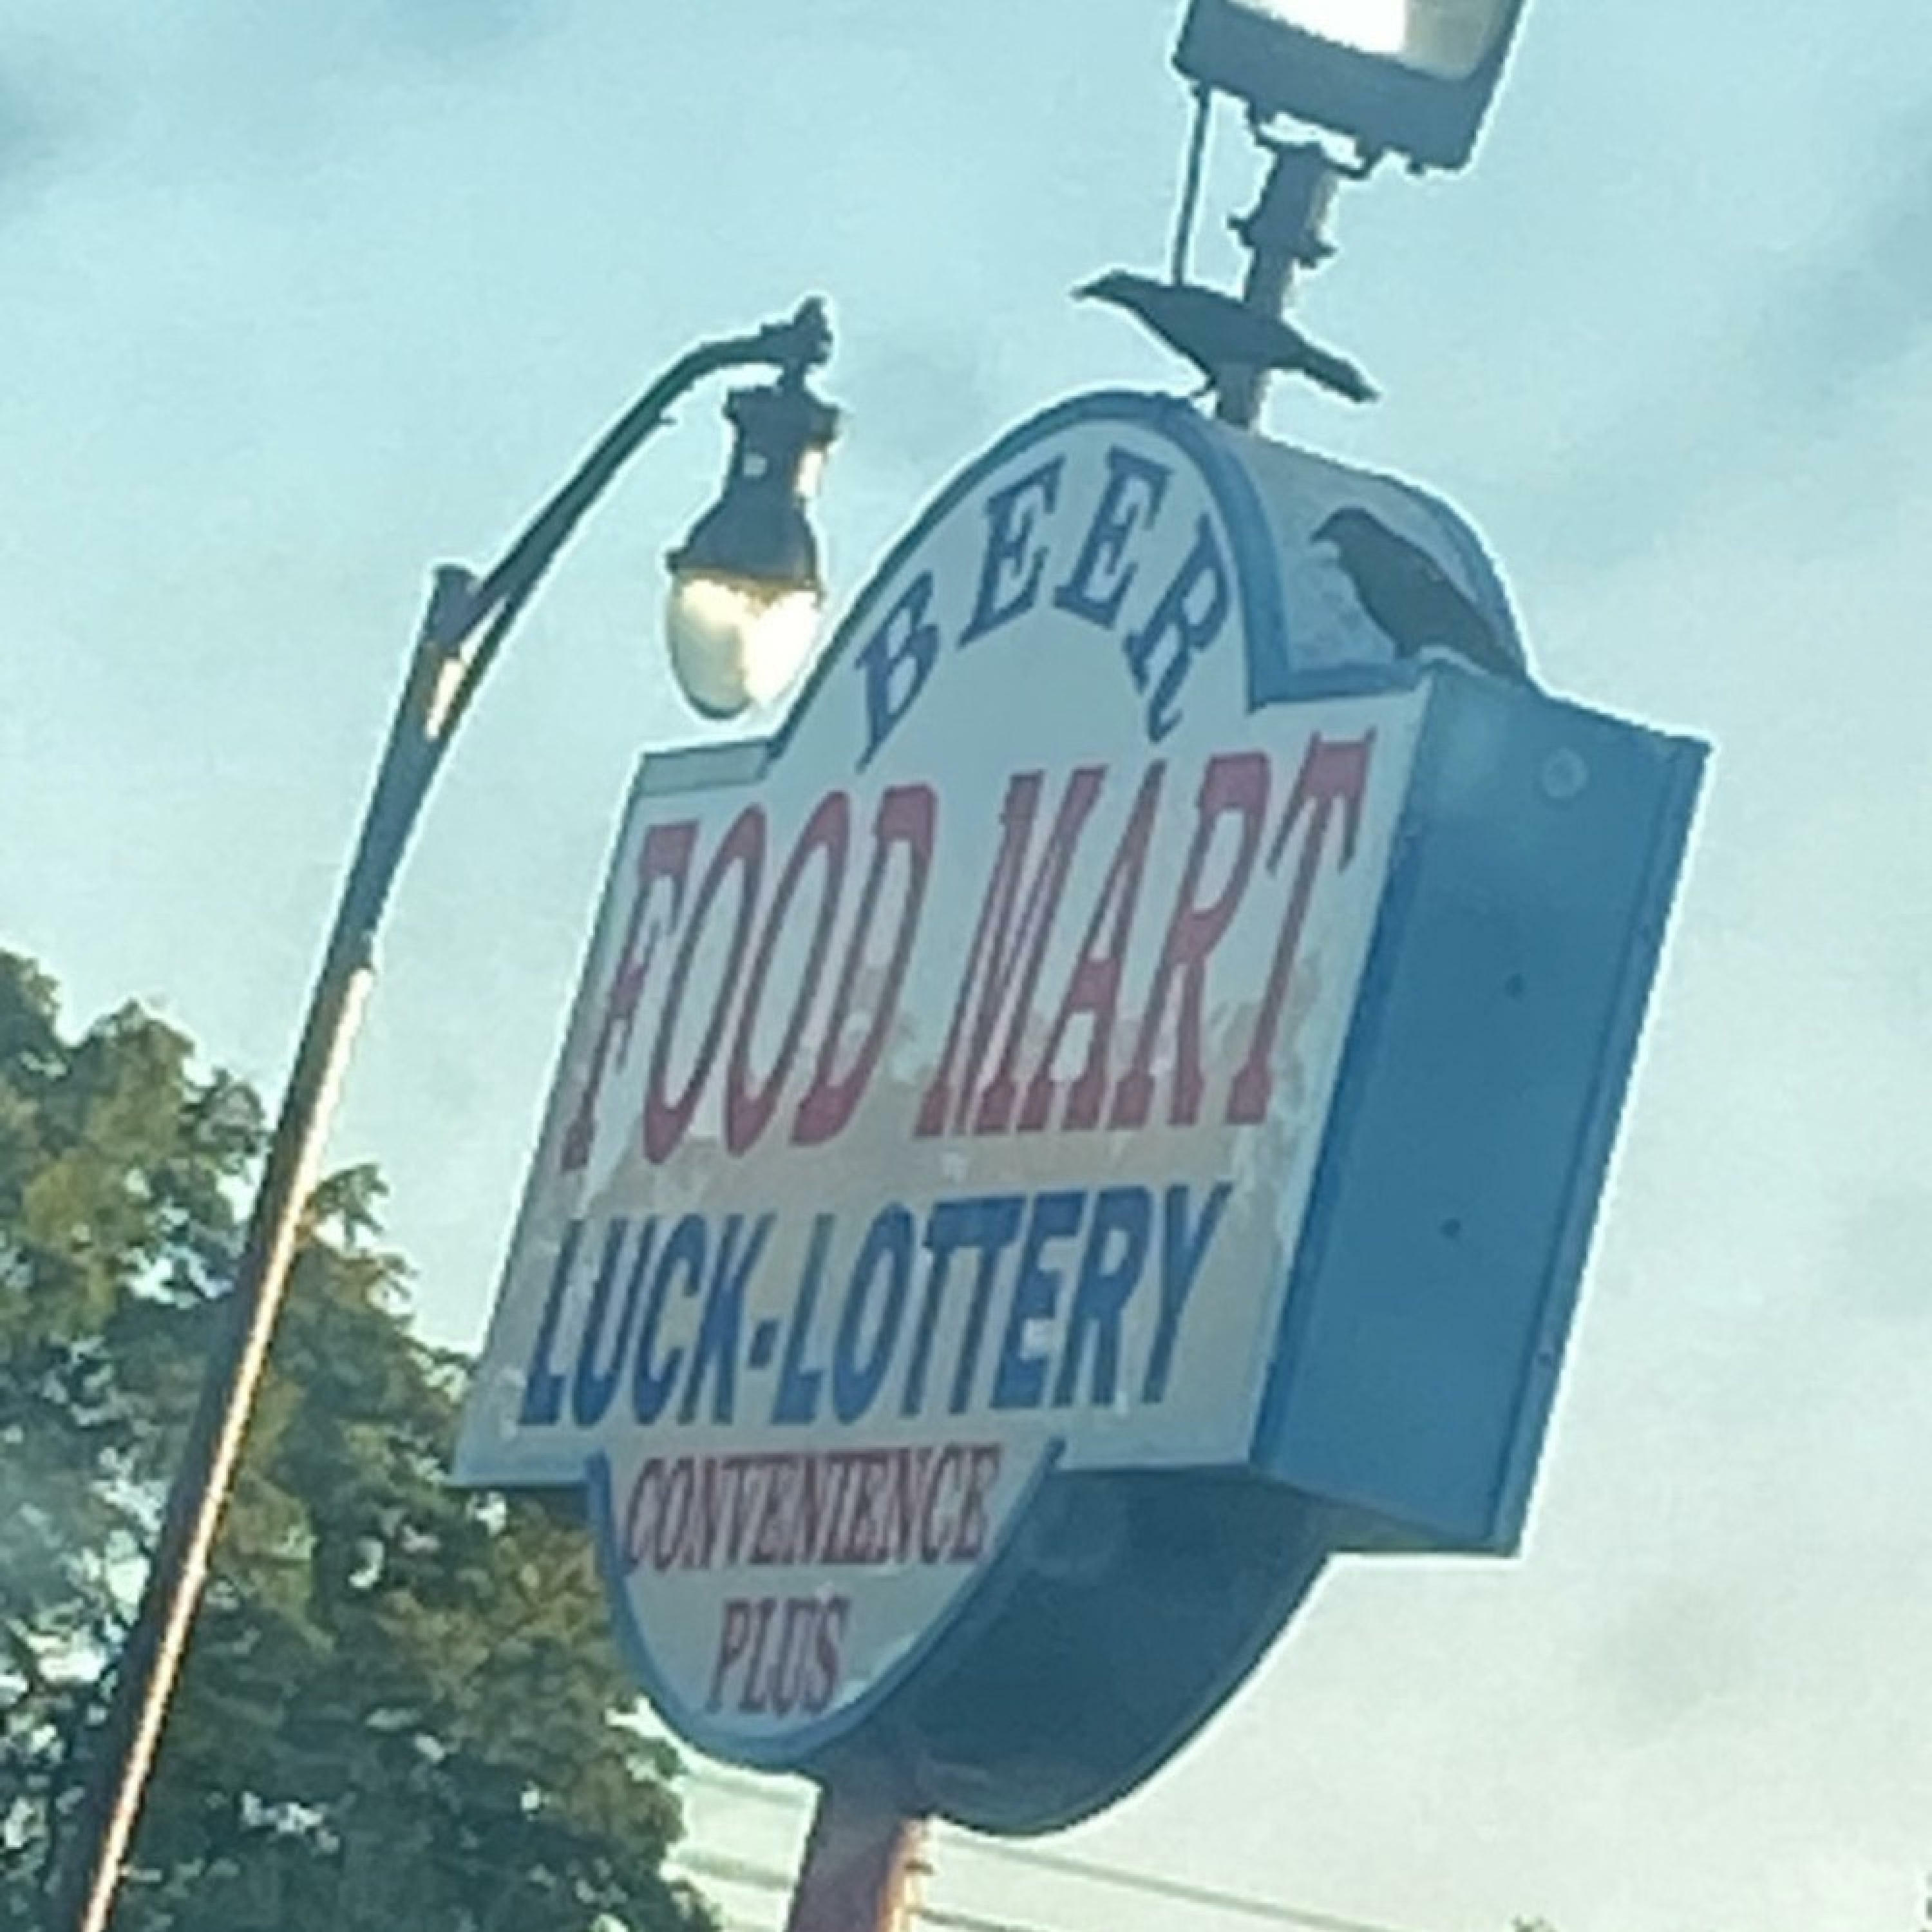 BEER
FOOD MART
LUCK-LOTTERY
CONVENIENCE
PLUS